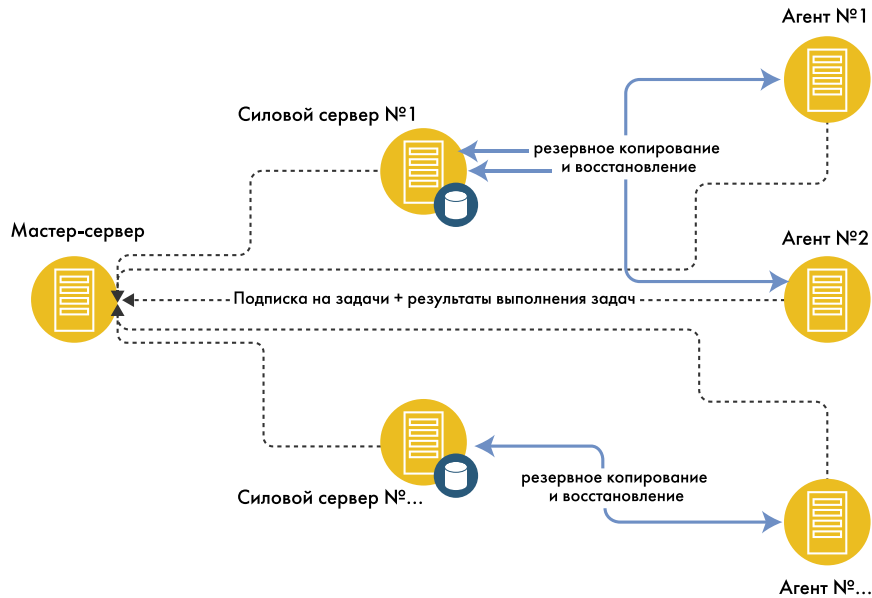 Агент №1
Силовой сервер №1
резервное копирование
и восстановление
Мастер-сервер
Агент №2
Подписка на задачи + результаты выполнения задач
резервное копирование
и восстановление
Силовой сервер №...
Агент №...